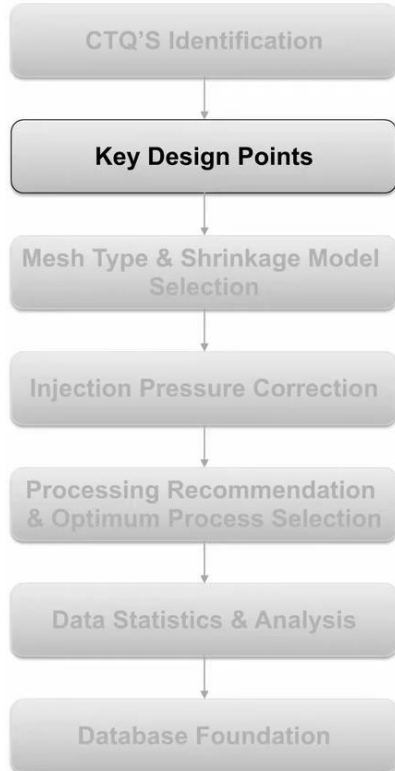 CTQ'S Identification
Key Design Points
Mesh Type & Shrinkage Model
Selection
Injection Pressure Correction
Processing Recommendation
& Optimum Process Selection
Data Statistics & Analysis
Database Foundation